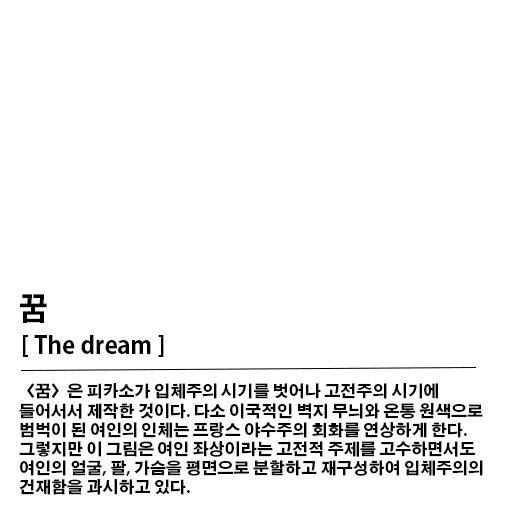 꿈
[ The dream ]
〈꿈〉은 피카소가 입체주의 시기를 벗어나 고전주의 시기에
들어서서 제작한 것이다. 다소 이국적인 벽지 무늬와 온통 원색으로
범벅이 된 여인의 인체는 프랑스 야수주의 회화를 연상하게 한다.
그렇지만 이 그림은 여인 좌상이라는 고전적 주제를 고수하면서도
여인의 얼굴, 팔, 가슴을 평면으로 분할하고 재구성하여 입체주의의
건재함을 과시하고 있다.